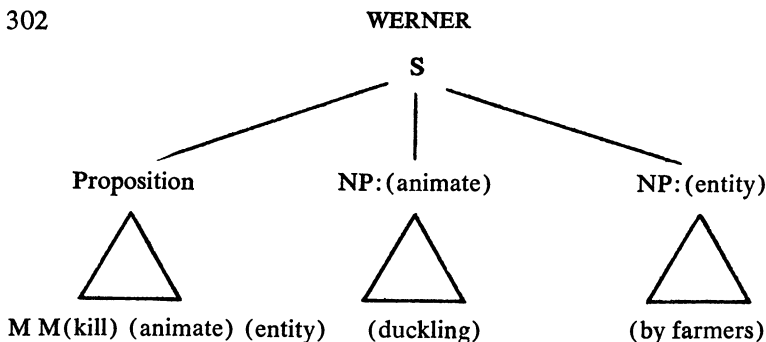 302 WERNER
S
Proposition NP:(animate) NP:(entity)
M M(kill) (animate) (entity) (duckling) (by farmers)